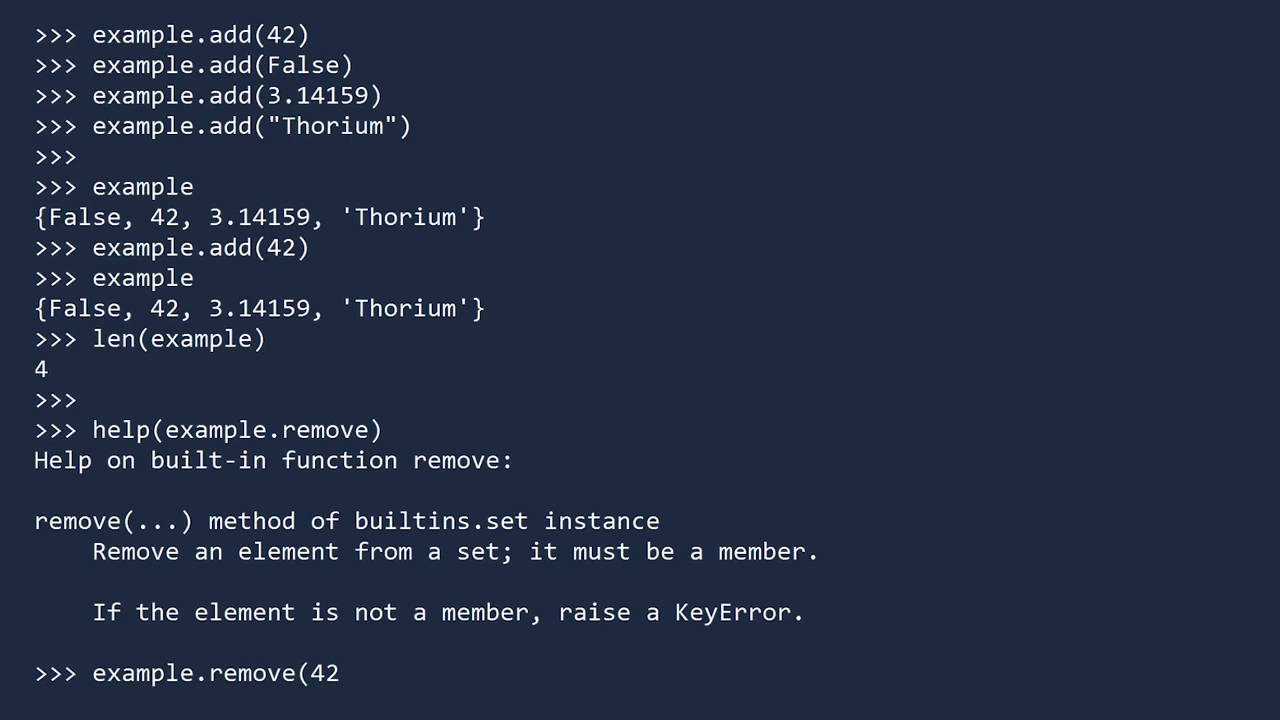 >>> example.add(42)
>>> example.add(False)
>>> example.add(3.14159)
>>> example.add("Thorium")
>>>
>>> example
{False, 42, 3.14159, 'Thorium'}
>>> example.add(42)
>>> example
{False, 42, 3.14159, 'Thorium'}
>>> len(example)
4
>>>
>>> help(example.remove)
Help on built-in function remove:

remove(...) method of builtins.set instance
    Remove an element from a set; it must be a member.

    If the element is not a member, raise a KeyError.

>>> example.remove(42